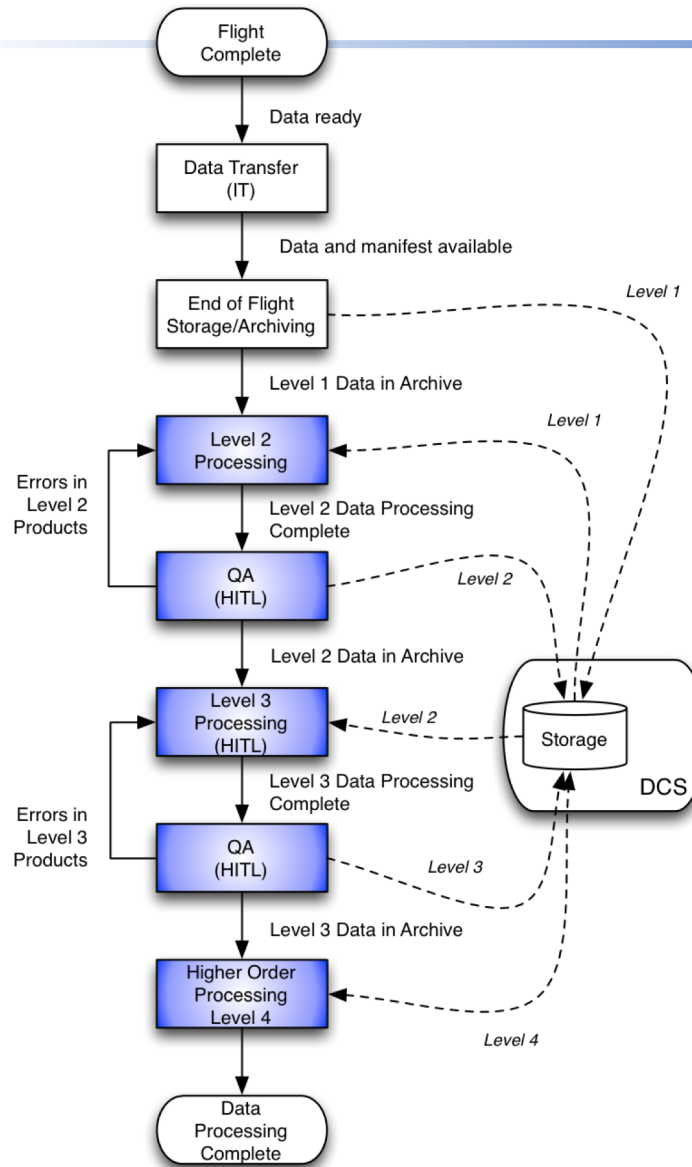 Flight
Complete
Data ready
Data Transfer
(IT)
Data and manifest available
Level 1
End of Flight
Storage/Archiving
Level 1 Data in Archive
Level 1
Level 2
Processing
Errors in
Level 2
Products
Level 2 Data Processing
Complete
QA
(HITL)
Level 2
Level 2 Data in Archive
Level 3
Processing
(HITL)
Level 2
Storage
DCS
Level 3 Data Processing
Complete
Errors in
Level 3
Products
QA
(HITL)
Level 3
Level 3 Data in Archive
Higher Order
Processing
Level 4
Level 4
Data
Processing
Complete